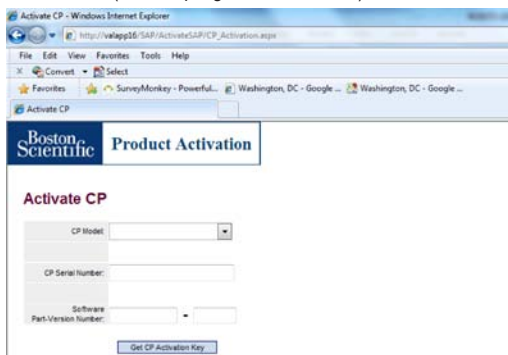 Activate CP - Windows Internet Explorer
http://valapp16/SAP/ActivateSAP/CP_Activation.aspx
File Edit View Favorites Tools Help
x Convert Select
Favorites SurveyMonkey - Powerful... Washington, DC - Google ... Washington, DC - Google ...
Activate CP
Boston Scientific
Product Activation
Activate CP
CP Model:
CP Serial Number:
Software
Part-Version Number:
-
Get CP Activation Key